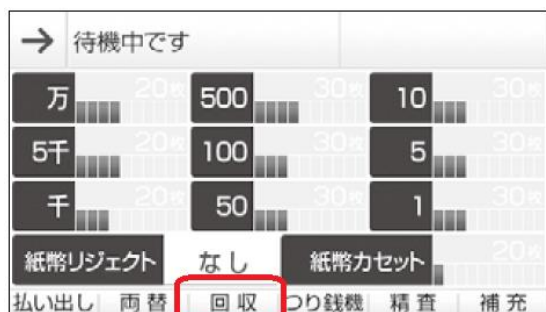 → 待機中です
万 20枚 500 30枚 10 30枚
5千 20枚 100 30枚 5 30枚
千 20枚 50 30枚 1 30枚
紙幣リジェクト なし 紙幣カセット 20枚
払い出し 両替 回収 つり銭機 精査 補充